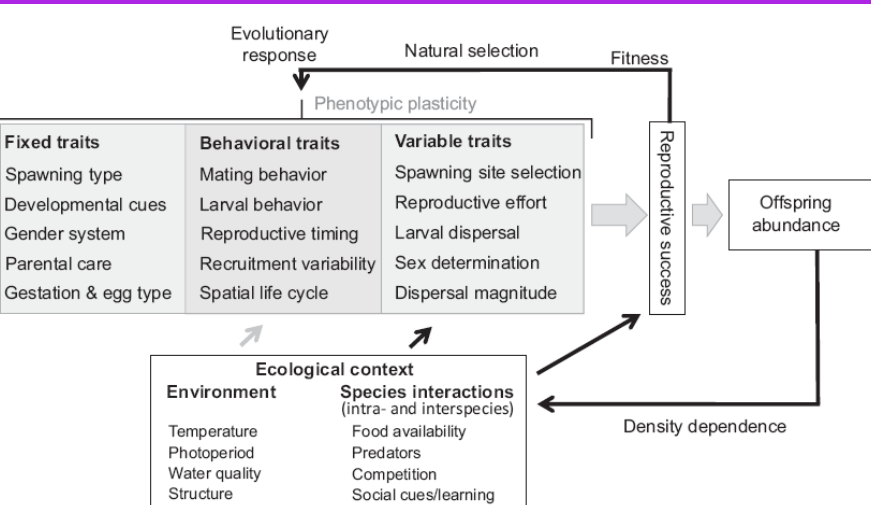 Evolutionary
response
Natural selection
Fitness
Phenotypic plasticity
Fixed traits
Spawning type
Developmental cues
Gender system
Parental care
Gestation & egg type
Behavioral traits
Mating behavior
Larval behavior
Reproductive timing
Recruitment variability
Spatial life cycle
Variable traits
Spawning site selection
Reproductive effort
Larval dispersal
Sex determination
Dispersal magnitude
Reproductive success
Offspring
abundance
Ecological context
Environment
Temperature
Photoperiod
Water quality
Structure
Species interactions
(intra- and interspecies)
Food availability
Predators
Competition
Social cues/learning
Density dependence